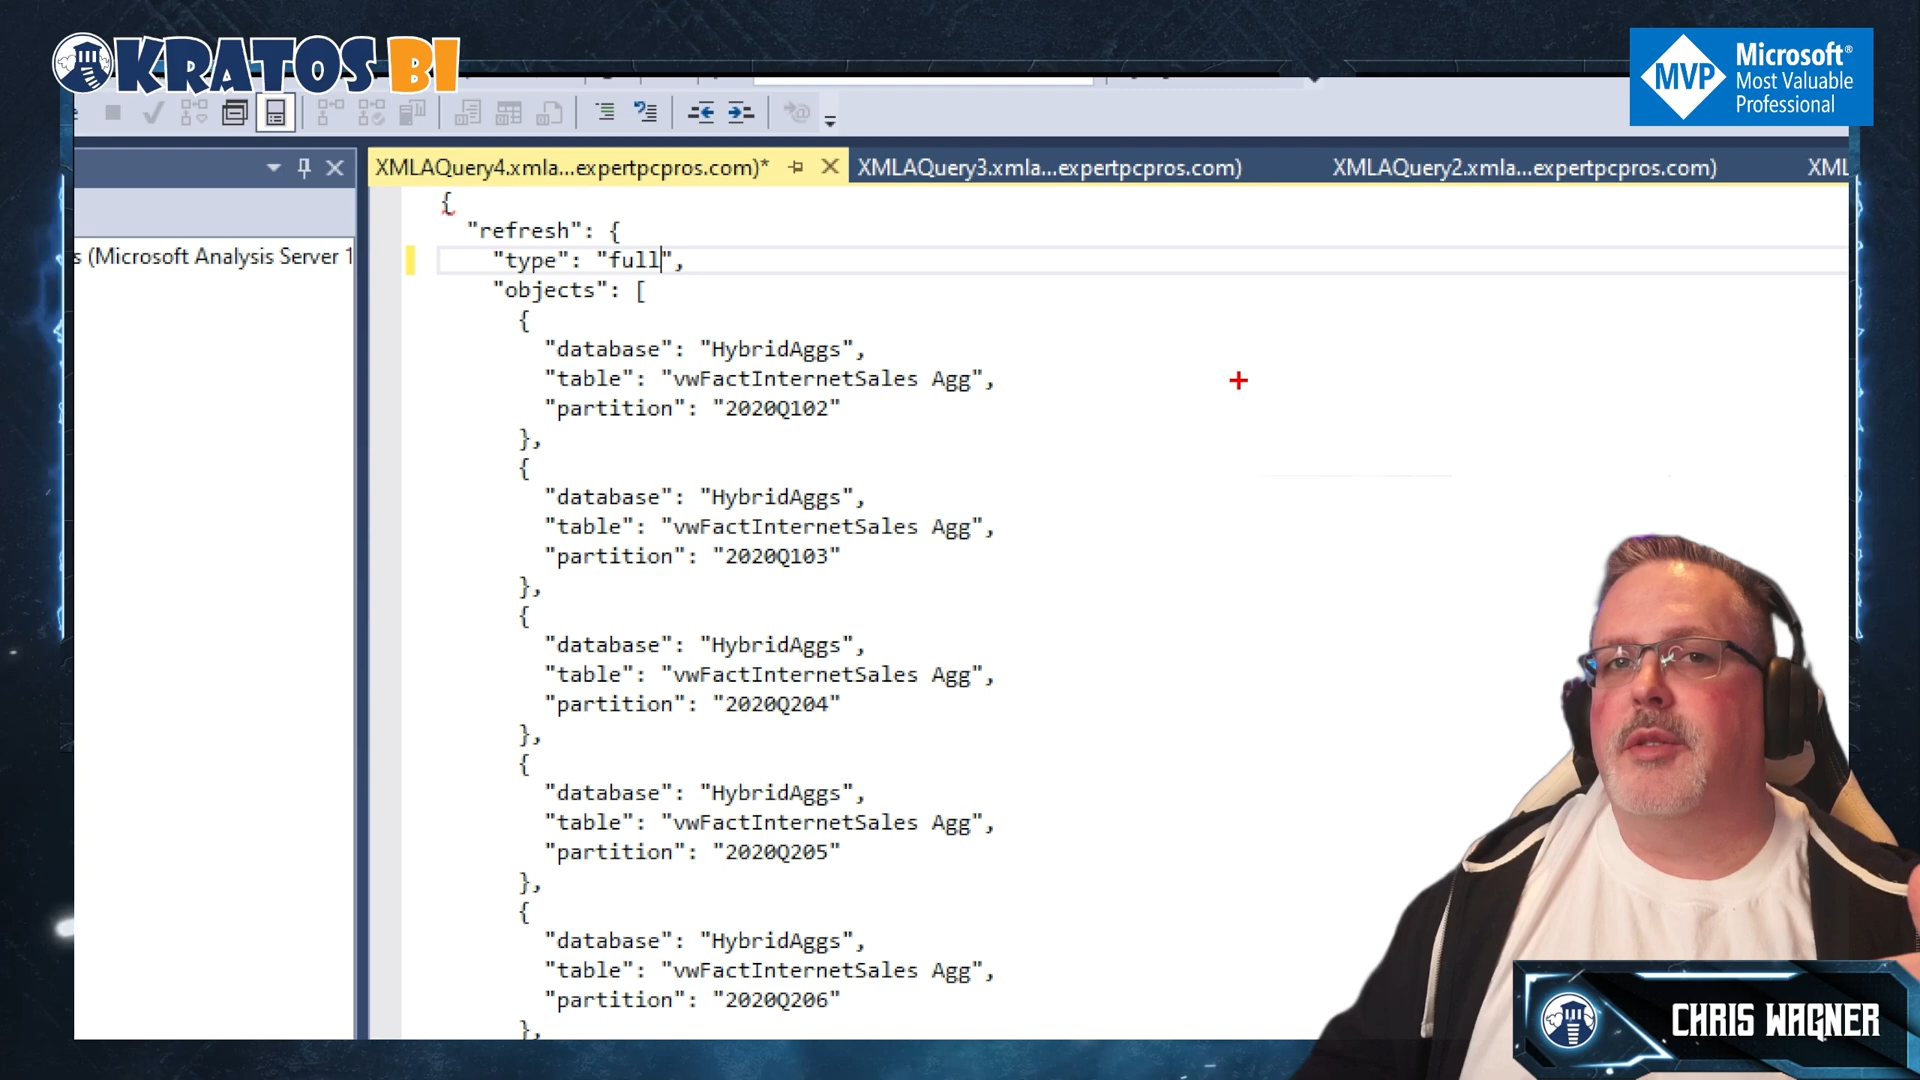 KRATOS BI
MVP
Microsoft®
Most Valuable
Professional
XMLAQuery4.xmla...expertpcpros.com)*
XMLAQuery3.xmla...expertpcpros.com)
XMLAQuery2.xmla...expertpcpros.com)
XML
s (Microsoft Analysis Server 1
{
"refresh": {
"type": "full",
"objects": [
{
"database": "HybridAggs",
"table": "vwFactInternetSales Agg",
"partition": "2020Q102"
},
{
"database": "HybridAggs",
"table": "vwFactInternetSales Agg",
"partition": "2020Q103"
},
{
"database": "HybridAggs",
"table": "vwFactInternetSales Agg",
"partition": "2020Q204"
},
{
"database": "HybridAggs",
"table": "vwFactInternetSales Agg",
"partition": "2020Q205"
},
{
"database": "HybridAggs",
"table": "vwFactInternetSales Agg",
"partition": "2020Q206"
},
CHRIS WAGNER